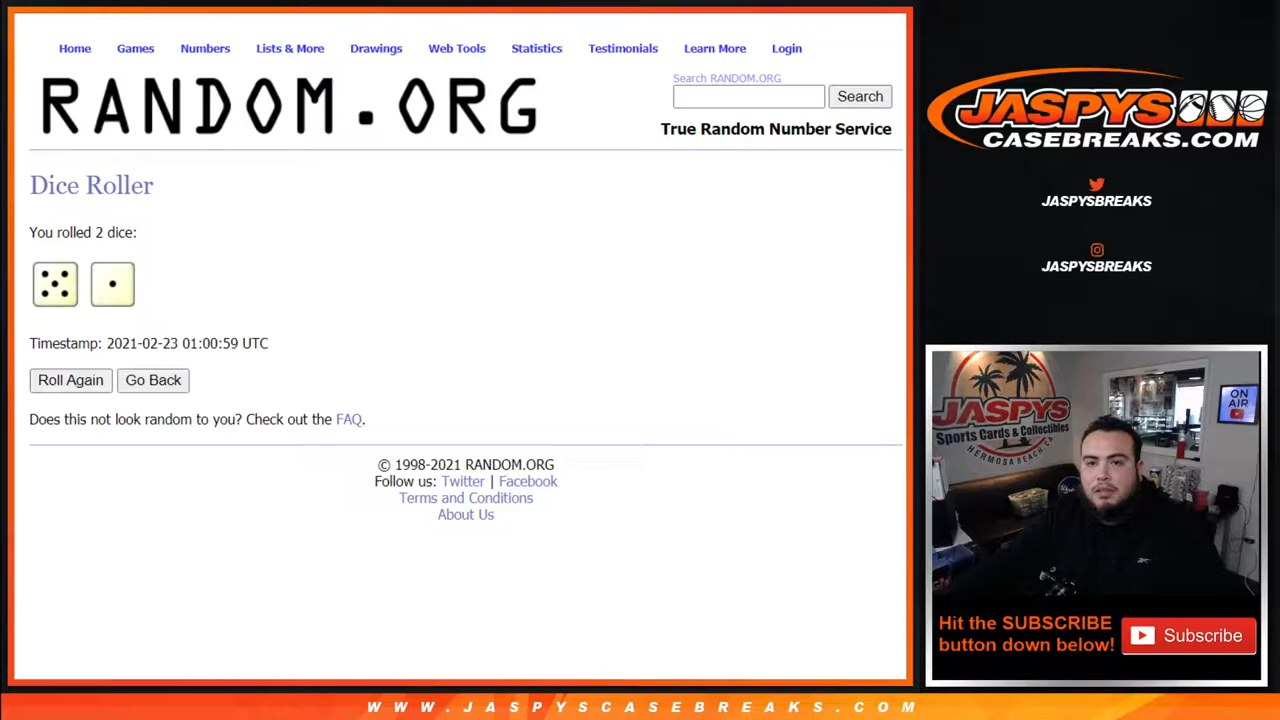 Home Games Numbers Lists & More Drawings Web Tools Statistics Testimonials Learn More Login
RANDOM.ORG
Search RANDOM.ORG
Search
True Random Number Service
Dice Roller
You rolled 2 dice:
Timestamp: 2021-02-23 01:00:59 UTC
Roll Again Go Back
Does this not look random to you? Check out the FAQ.
© 1998-2021 RANDOM.ORG
Follow us: Twitter | Facebook
Terms and Conditions
About Us
JASPYS
CASEBREAKS.COM
JASPYSBREAKS
JASPYSBREAKS
JASPYS
Sports Cards & Collectibles
HERMOSA BEACH CA
ON
AIR
Hit the SUBSCRIBE
button down below!
Subscribe
WWW.JASPYSCASEBREAKS.COM